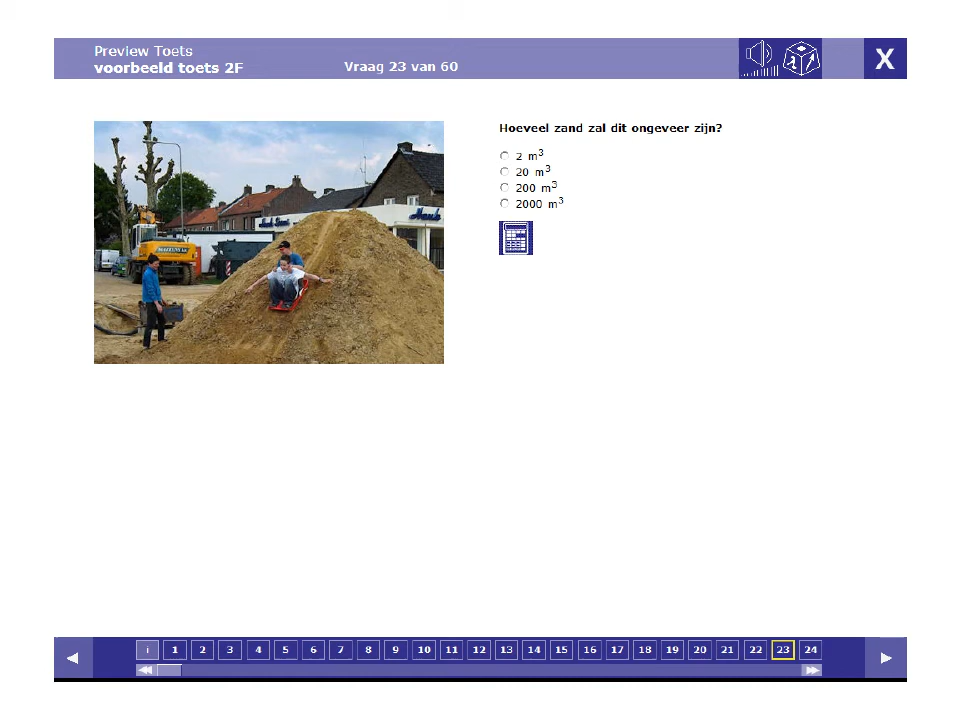 Preview Toets
voorbeeld toets 2F
Vraag 23 van 60
X
Hoeveel zand zal dit ongeveer zijn?
2 m³
20 m³
200 m³
2000 m³
i 1 2 3 4 5 6 7 8 9 10 11 12 13 14 15 16 17 18 19 20 21 22 23 24